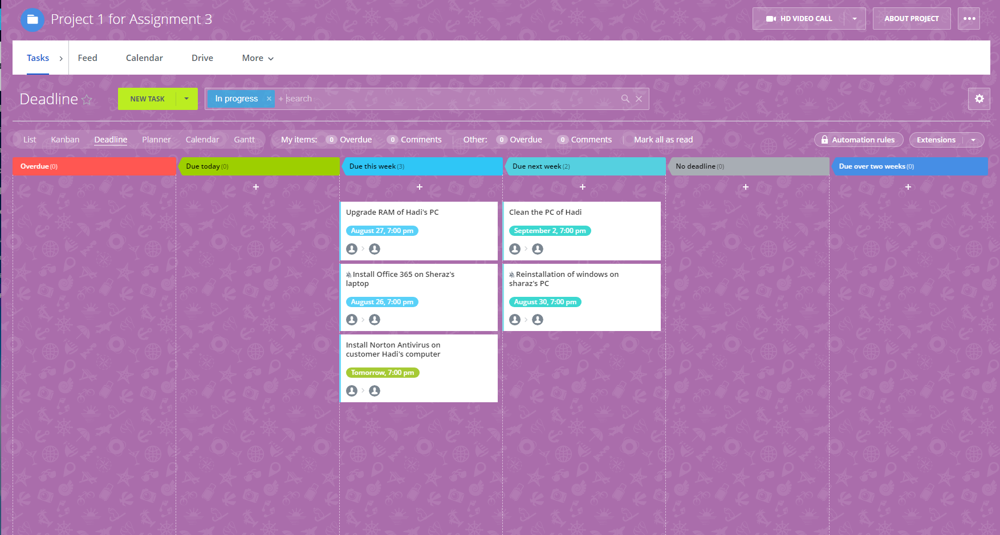 Project 1 for Assignment 3
HD VIDEO CALL
ABOUT PROJECT
Tasks
Feed
Calendar
Drive
More
Deadline
NEW TASK
In progress ×
+ search
List
Kanban
Deadline
Planner
Calendar
Gantt
My items:
0 Overdue
0 Comments
Other:
0 Overdue
0 Comments
Mark all as read
Automation rules
Extensions
Overdue (0)
Due today (0)
Due this week (3)
Due next week (2)
No deadline (0)
Due over two weeks (0)
+
+
+
+
+
Upgrade RAM of Hadi's PC
August 27, 7:00 pm
Install Office 365 on Sheraz's
laptop
August 26, 7:00 pm
Install Norton Antivirus on
customer Hadi's computer
Tomorrow, 7:00 pm
Clean the PC of Hadi
September 2, 7:00 pm
Reinstallation of windows on
sharaz's PC
August 30, 7:00 pm